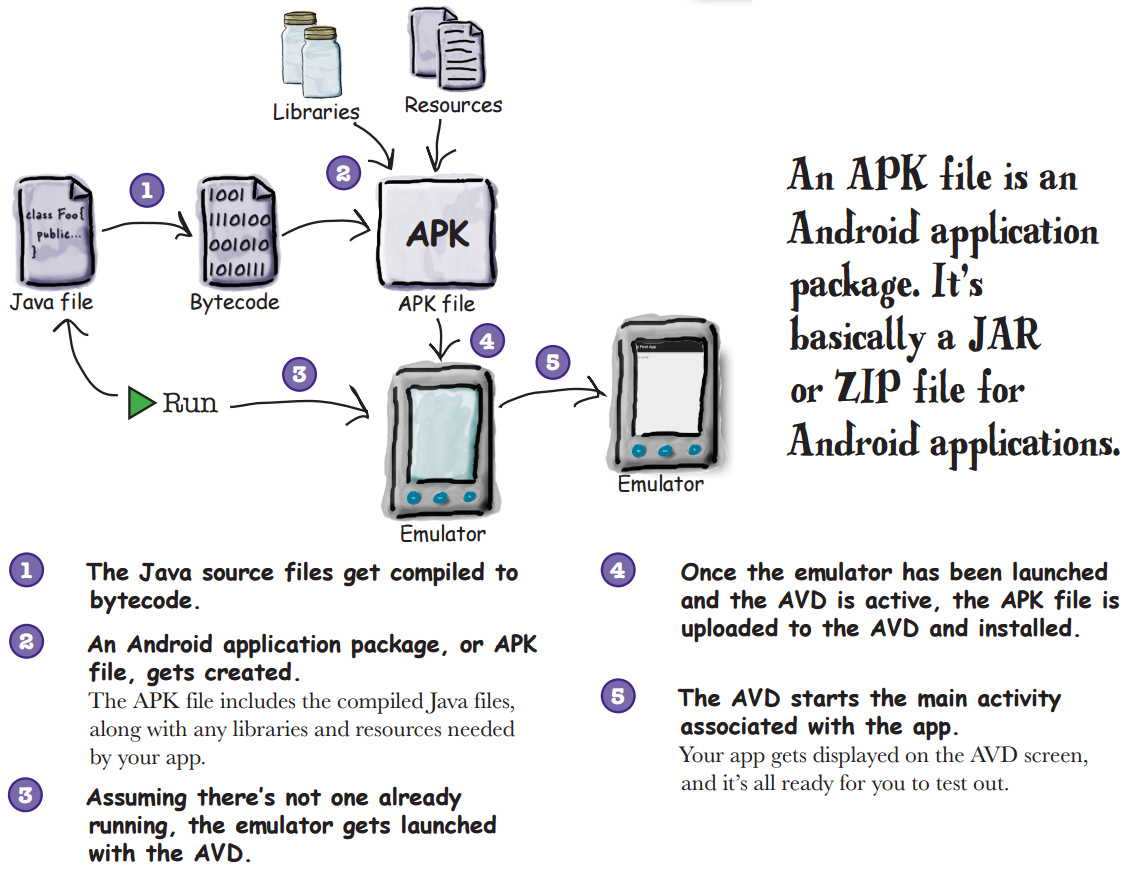 Libraries
Resources
1
2
class Foo{
public...
}
1001
1110100
001010
1010111
APK
Java file
Bytecode
APK file
An APK file is an
Android application
package. It's
basically a JAR
or ZIP file for
Android applications.
3
4
5
Run
Emulator
Emulator
1
The Java source files get compiled to
bytecode.
2
An Android application package, or APK
file, gets created.
The APK file includes the compiled Java files,
along with any libraries and resources needed
by your app.
3
Assuming there's not one already
running, the emulator gets launched
with the AVD.
4
Once the emulator has been launched
and the AVD is active, the APK file is
uploaded to the AVD and installed.
5
The AVD starts the main activity
associated with the app.
Your app gets displayed on the AVD screen,
and it's all ready for you to test out.